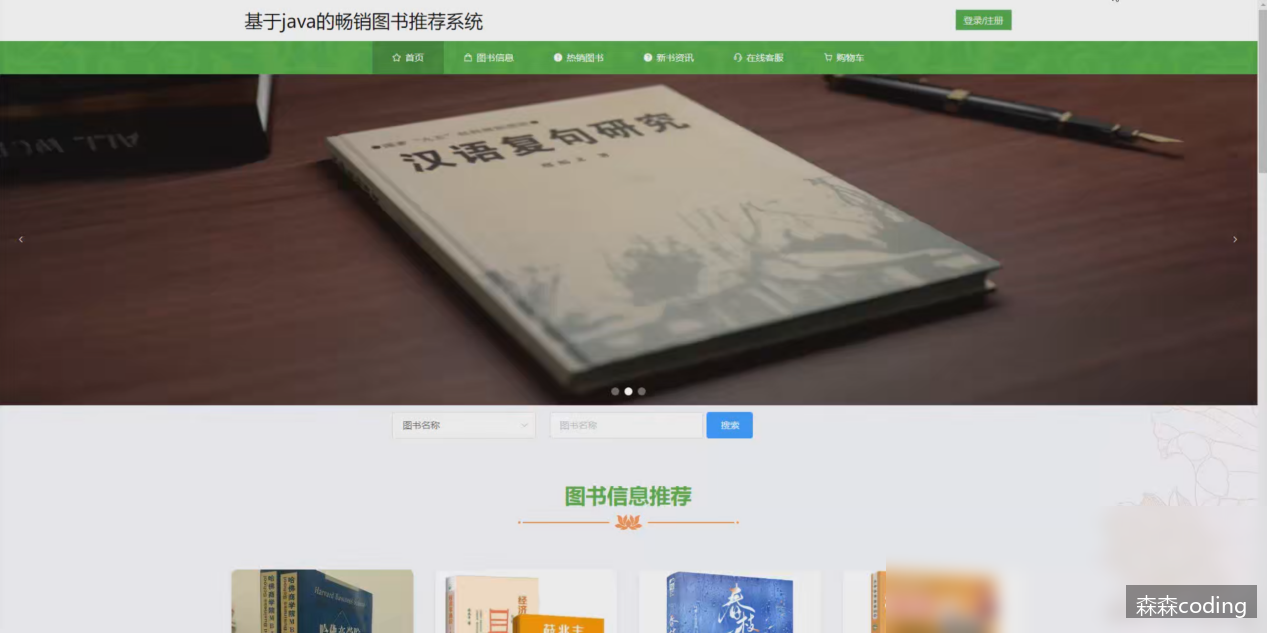 基于java的畅销图书推荐系统
登录/注册
首页
图书信息
热销图书
新书资讯
在线客服
购物车
汉语复句研究
图书名称
图书名称
搜索
图书信息推荐
Harvard Business
经济
春
森森coding